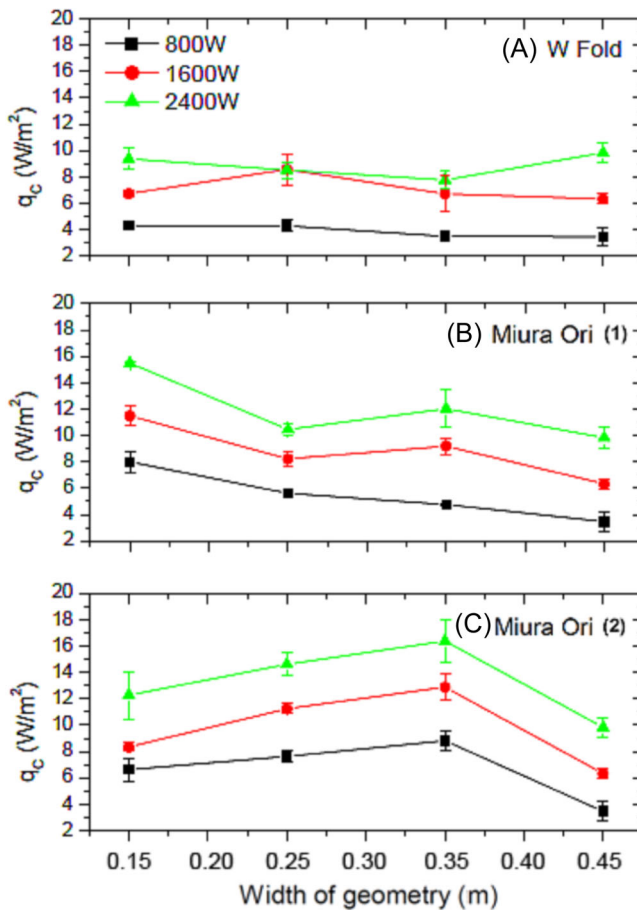 20
18
16
14
12
10
8
6
4
2
q_c (W/m²)
800W
1600W
2400W
(A) W Fold
20
18
16
14
12
10
8
6
4
2
q_c (W/m²)
(B) Miura Ori (1)
20
18
16
14
12
10
8
6
4
2
q_c (W/m²)
(C) Miura Ori (2)
0.15 0.20 0.25 0.30 0.35 0.40 0.45
Width of geometry (m)